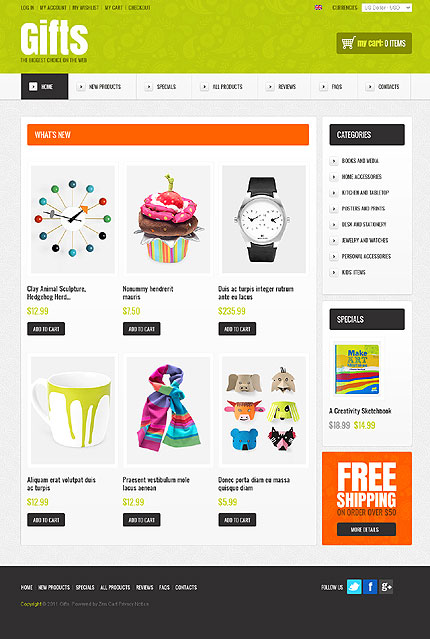 LOG IN | MY ACCOUNT | MY WISHLIST | MY CART | CHECKOUT
CURRENCIES US Dollar - USD
Gifts
THE BIGGEST CHOICE ON THE WEB
my cart: 0 ITEMS
HOME
NEW PRODUCTS
SPECIALS
ALL PRODUCTS
REVIEWS
FAQS
CONTACTS
WHAT'S NEW
Clay Animal Sculpture,
Hedgehog Herd...
$12.99
ADD TO CART
Nonummy hendrerit
mauris
$7.50
ADD TO CART
Duis ac turpis integer rutrum
ante eu lacus
$235.99
ADD TO CART
Aliquam erat volutpat duis
ac turpis
$12.99
ADD TO CART
Praesent vestibulum mole
lacus aenean
$12.99
ADD TO CART
Donec porta diam eu massa
quisque diam
$5.99
ADD TO CART
CATEGORIES
BOOKS AND MEDIA
HOME ACCESSORIES
KITCHEN AND TABLETOP
POSTERS AND PRINTS
DESK AND STATIONERY
JEWELRY AND WATCHES
PERSONAL ACCESSORIES
KIDS ITEMS
SPECIALS
Make
ART
A Creativity Sketchbook
$18.99 $14.99
FREE
SHIPPING
ON ORDER OVER $50
MORE DETAILS
HOME NEW PRODUCTS SPECIALS ALL PRODUCTS REVIEWS FAQS CONTACTS
FOLLOW US
Copyright © 2011 Gifts. Powered by Zen Cart Privacy Notice